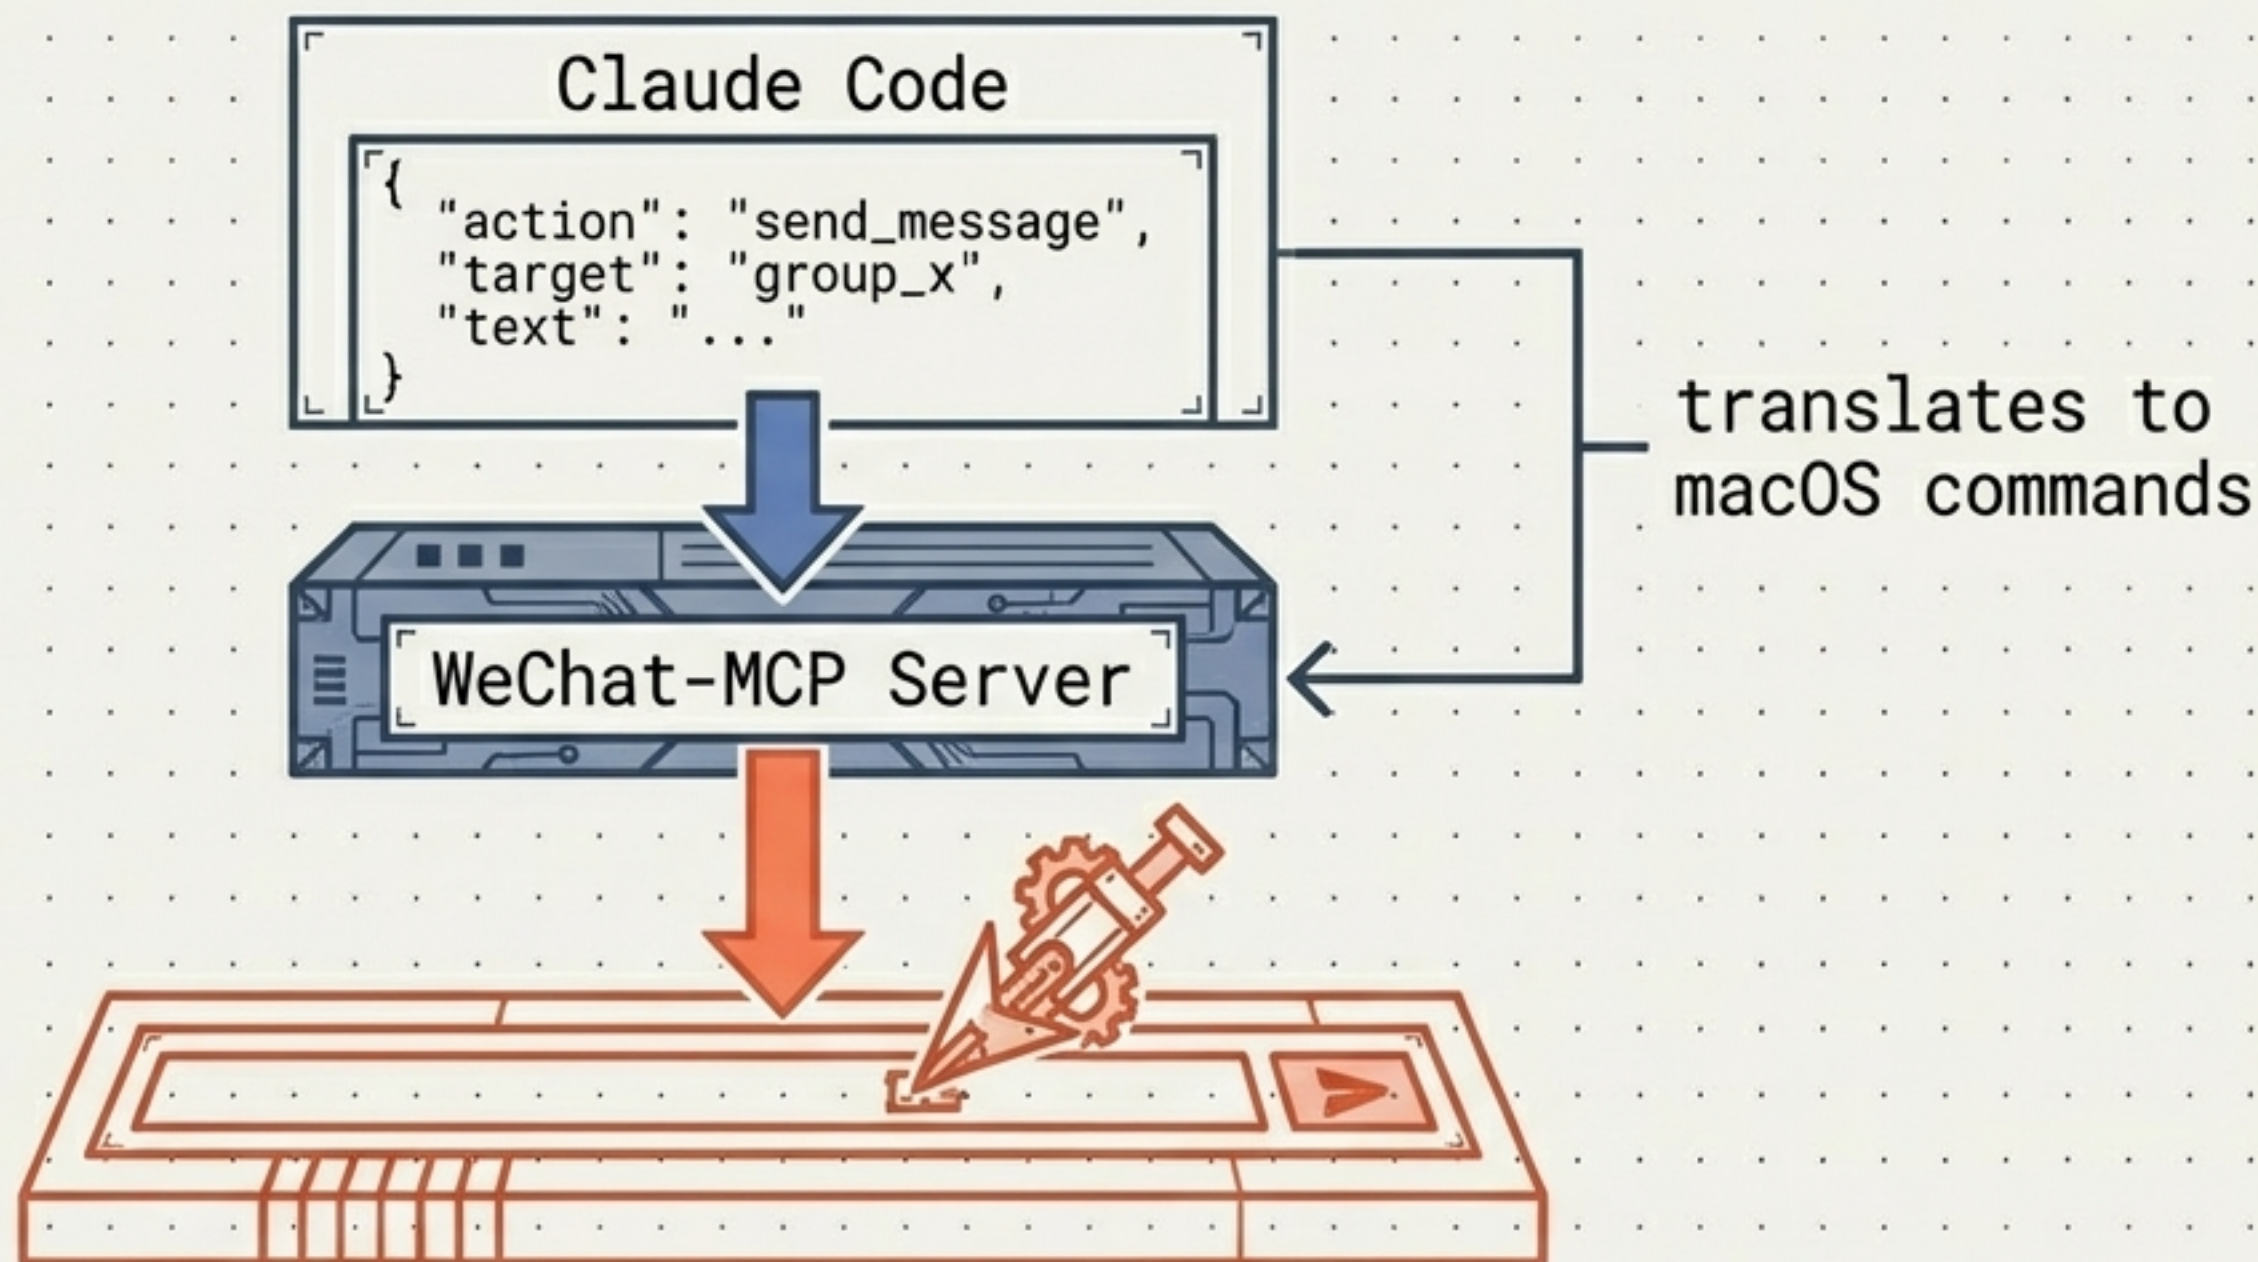 Claude Code
{
"action": "send_message",
"target": "group_x",
"text": "..."
}
translates to
macOS commands
WeChat-MCP Server